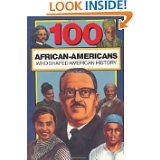 LOOK INSIDE!
100
AFRICAN-AMERICANS
WHO SHAPED AMERICAN HISTORY